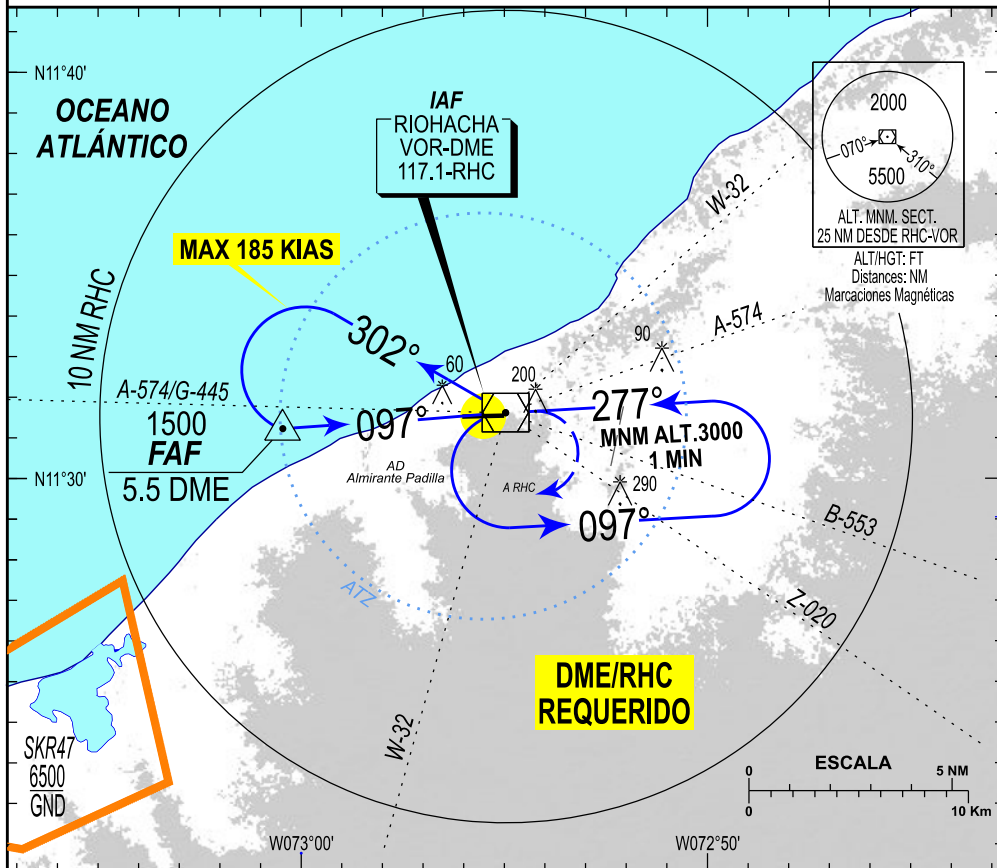 N11°40'
OCEANO
ATLÁNTICO
IAF
RIOHACHA
VOR-DME
117.1-RHC
2000
070°
310°
5500
ALT. MNM. SECT.
25 NM DESDE RHC-VOR
ALT/HGT: FT
Distances: NM
Marcaciones Magnéticas
W-32
MAX 185 KIAS
10 NM RHC
A-574
90
302°
60
200
A-574/G-445
1500
FAF
5.5 DME
097°
277°
MNM ALT.3000
1 MIN
N11°30'
AD
Almirante Padilla
A RHC
290
097°
B-553
ATZ
Z-020
DME/RHC
REQUERIDO
W-32
SKR47
6500
GND
ESCALA
0 5 NM
0 10 Km
W073°00'
W072°50'